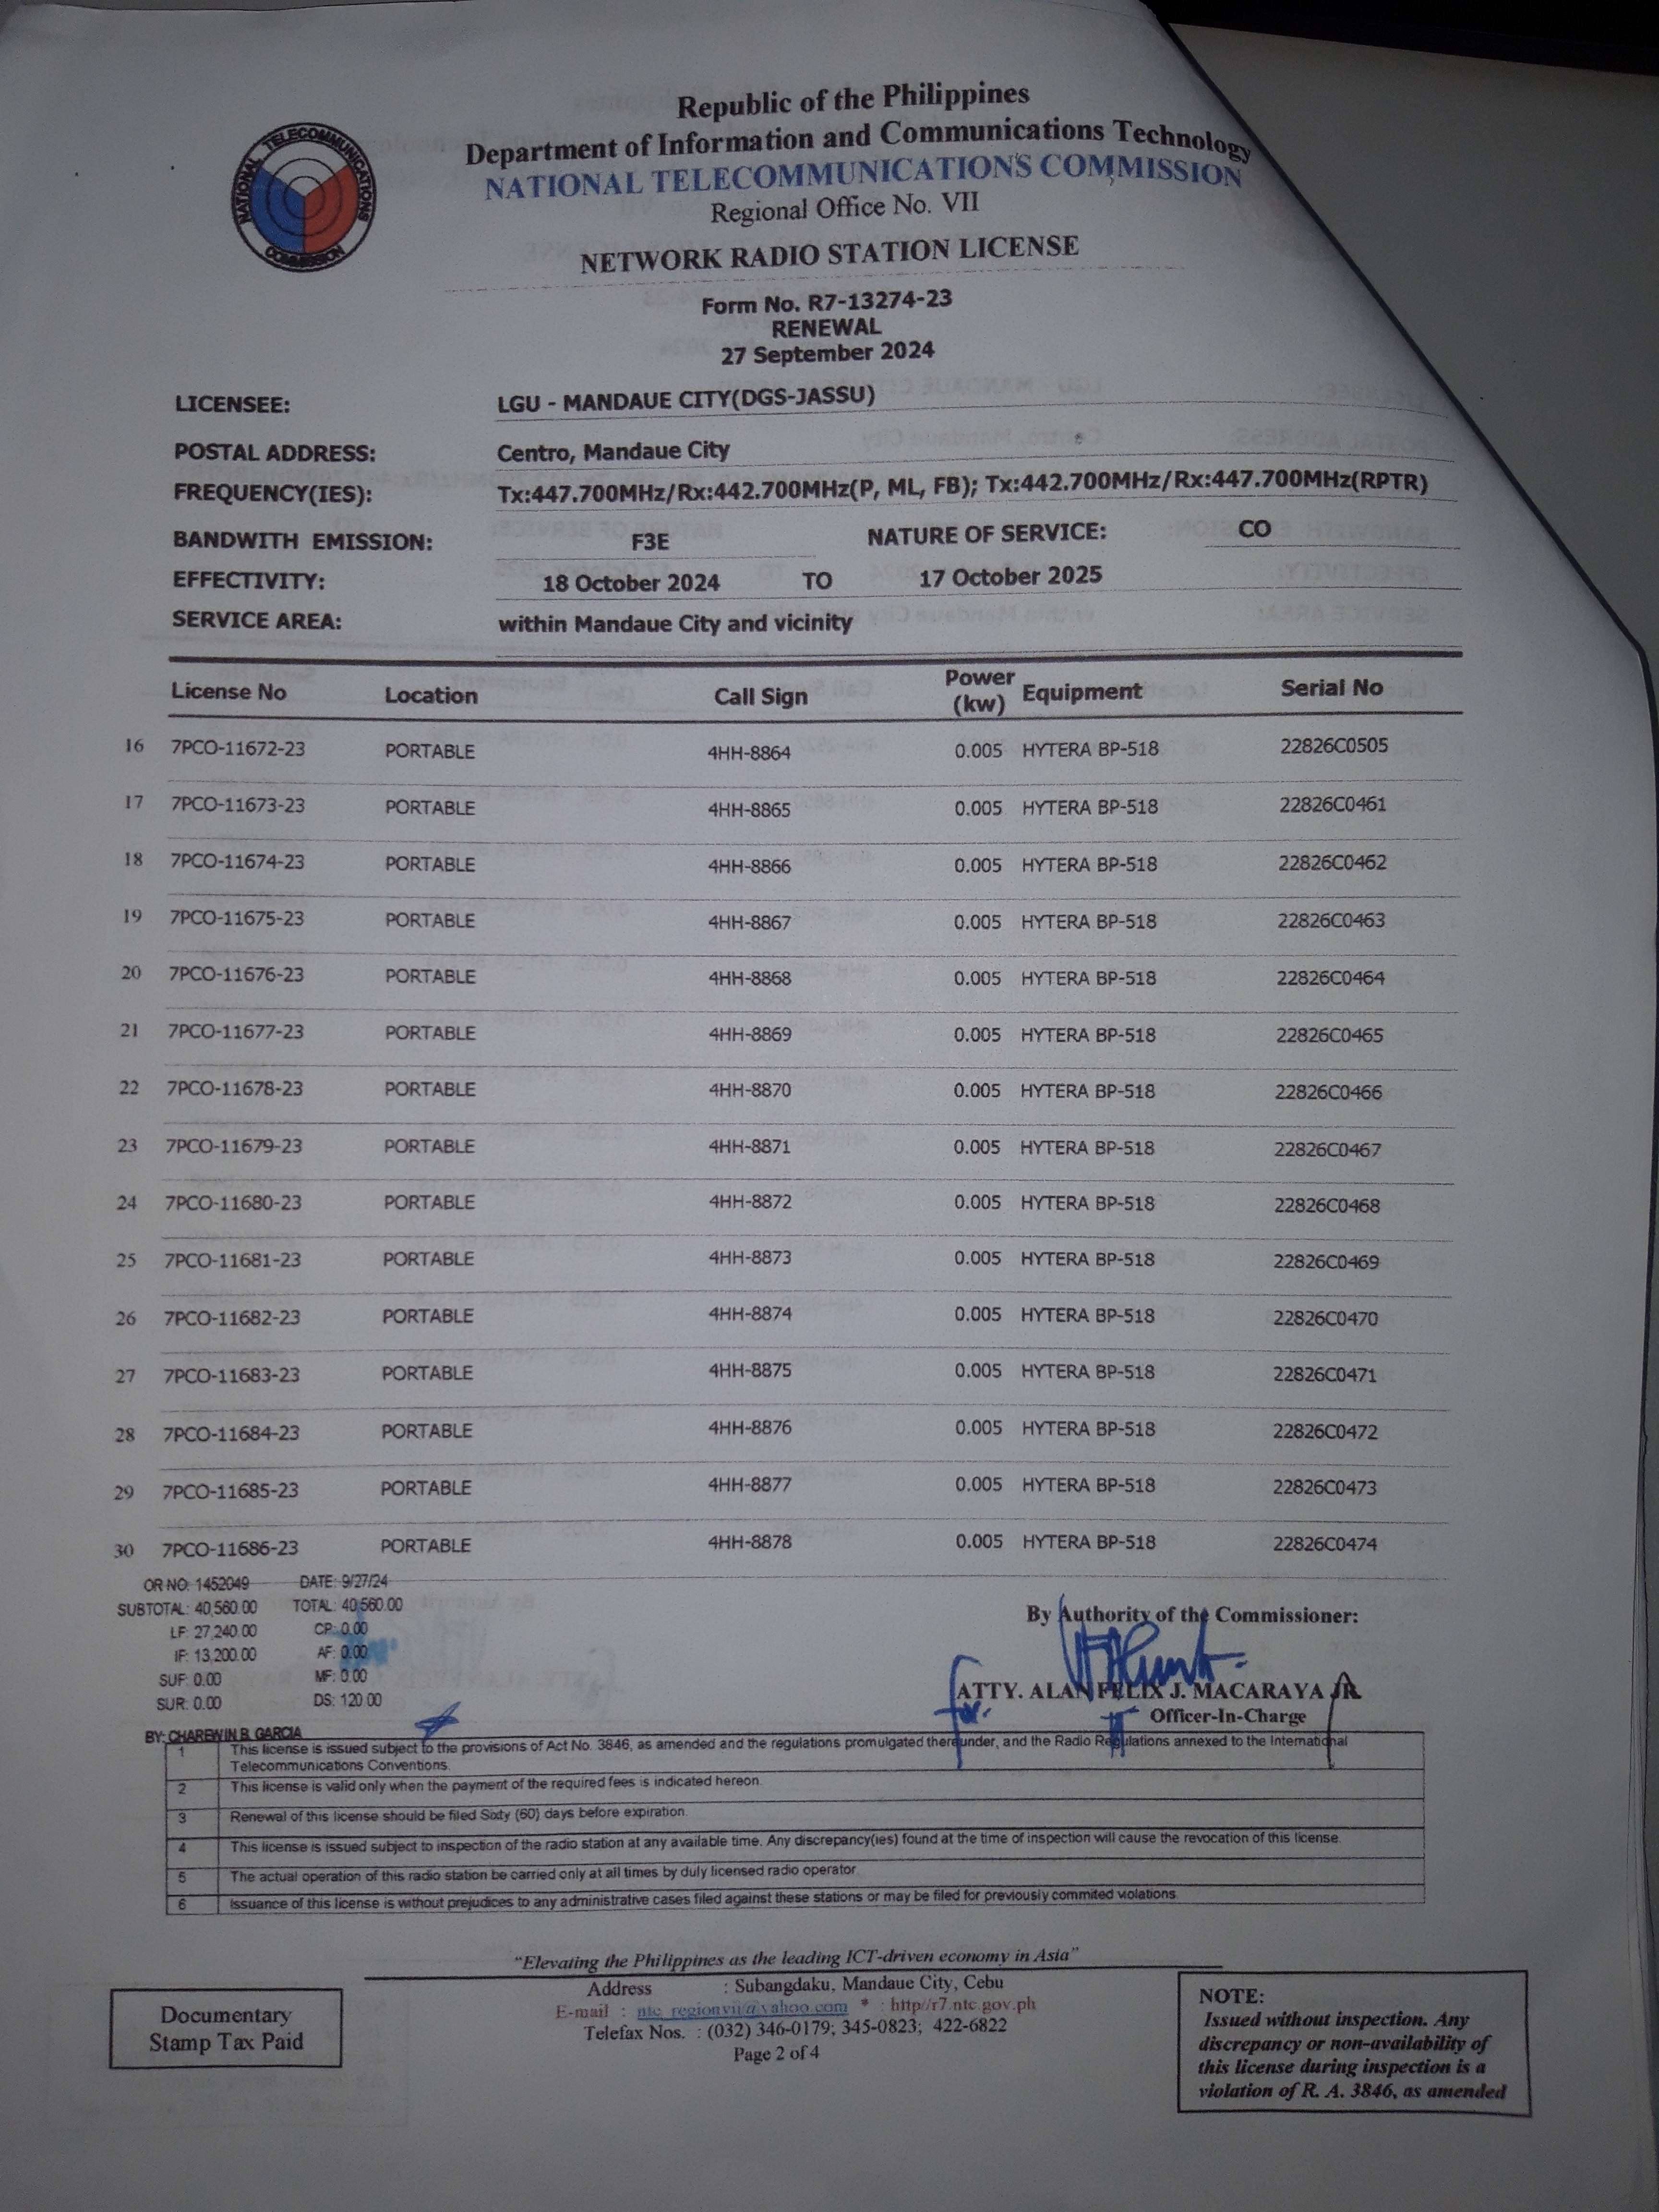 NATIONAL TELECOMMUNICATIONS COMMISSION
Republic of the Philippines
Department of Information and Communications Technology
NATIONAL TELECOMMUNICATIONS COMMISSION
Regional Office No. VII
NETWORK RADIO STATION LICENSE
Form No. R7-13274-23
RENEWAL
27 September 2024
LICENSEE: LGU - MANDAUE CITY(DGS-JASSU)
POSTAL ADDRESS: Centro, Mandaue City
FREQUENCY(IES): Tx:447.700MHz/Rx:442.700MHz(P, ML, FB); Tx:442.700MHz/Rx:447.700MHz(RPTR)
BANDWITH EMISSION: F3E NATURE OF SERVICE: CO
EFFECTIVITY: 18 October 2024 TO 17 October 2025
SERVICE AREA: within Mandaue City and vicinity
License No Location Call Sign Power (kw) Equipment Serial No
16 7PCO-11672-23 PORTABLE 4HH-8864 0.005 HYTERA BP-518 22826C0505
17 7PCO-11673-23 PORTABLE 4HH-8865 0.005 HYTERA BP-518 22826C0461
18 7PCO-11674-23 PORTABLE 4HH-8866 0.005 HYTERA BP-518 22826C0462
19 7PCO-11675-23 PORTABLE 4HH-8867 0.005 HYTERA BP-518 22826C0463
20 7PCO-11676-23 PORTABLE 4HH-8868 0.005 HYTERA BP-518 22826C0464
21 7PCO-11677-23 PORTABLE 4HH-8869 0.005 HYTERA BP-518 22826C0465
22 7PCO-11678-23 PORTABLE 4HH-8870 0.005 HYTERA BP-518 22826C0466
23 7PCO-11679-23 PORTABLE 4HH-8871 0.005 HYTERA BP-518 22826C0467
24 7PCO-11680-23 PORTABLE 4HH-8872 0.005 HYTERA BP-518 22826C0468
25 7PCO-11681-23 PORTABLE 4HH-8873 0.005 HYTERA BP-518 22826C0469
26 7PCO-11682-23 PORTABLE 4HH-8874 0.005 HYTERA BP-518 22826C0470
27 7PCO-11683-23 PORTABLE 4HH-8875 0.005 HYTERA BP-518 22826C0471
28 7PCO-11684-23 PORTABLE 4HH-8876 0.005 HYTERA BP-518 22826C0472
29 7PCO-11685-23 PORTABLE 4HH-8877 0.005 HYTERA BP-518 22826C0473
30 7PCO-11686-23 PORTABLE 4HH-8878 0.005 HYTERA BP-518 22826C0474
OR NO: 1452049 DATE: 9/27/24
SUBTOTAL: 40,560.00 TOTAL: 40,560.00
LF: 27,240.00 CP: 0.00
IF: 13,200.00 AF: 0.00
SUF: 0.00 MF: 0.00
SUR: 0.00 DS: 120.00
BY: CHAREWIN B. GARCIA
By Authority of the Commissioner:
for: ATTY. ALAN FELIX J. MACARAYA JR.
Officer-In-Charge
1 This license is issued subject to the provisions of Act No. 3846, as amended and the regulations promulgated thereunder, and the Radio Regulations annexed to the International
Telecommunications Conventions.
2 This license is valid only when the payment of the required fees is indicated hereon.
3 Renewal of this license should be filed Sixty (60) days before expiration.
4 This license is issued subject to inspection of the radio station at any available time. Any discrepancy(ies) found at the time of inspection will cause the revocation of this license.
5 The actual operation of this radio station be carried only at all times by duly licensed radio operator.
6 Issuance of this license is without prejudices to any administrative cases filed against these stations or may be filed for previously commited violations.
"Elevating the Philippines as the leading ICT-driven economy in Asia"
Address : Subangdaku, Mandaue City, Cebu
E-mail : ntc_regionvii@yahoo.com * : http//r7.ntc.gov.ph
Telefax Nos. : (032) 346-0179; 345-0823; 422-6822
Page 2 of 4
Documentary
Stamp Tax Paid
NOTE:
Issued without inspection. Any
discrepancy or non-availability of
this license during inspection is a
violation of R. A. 3846, as amended